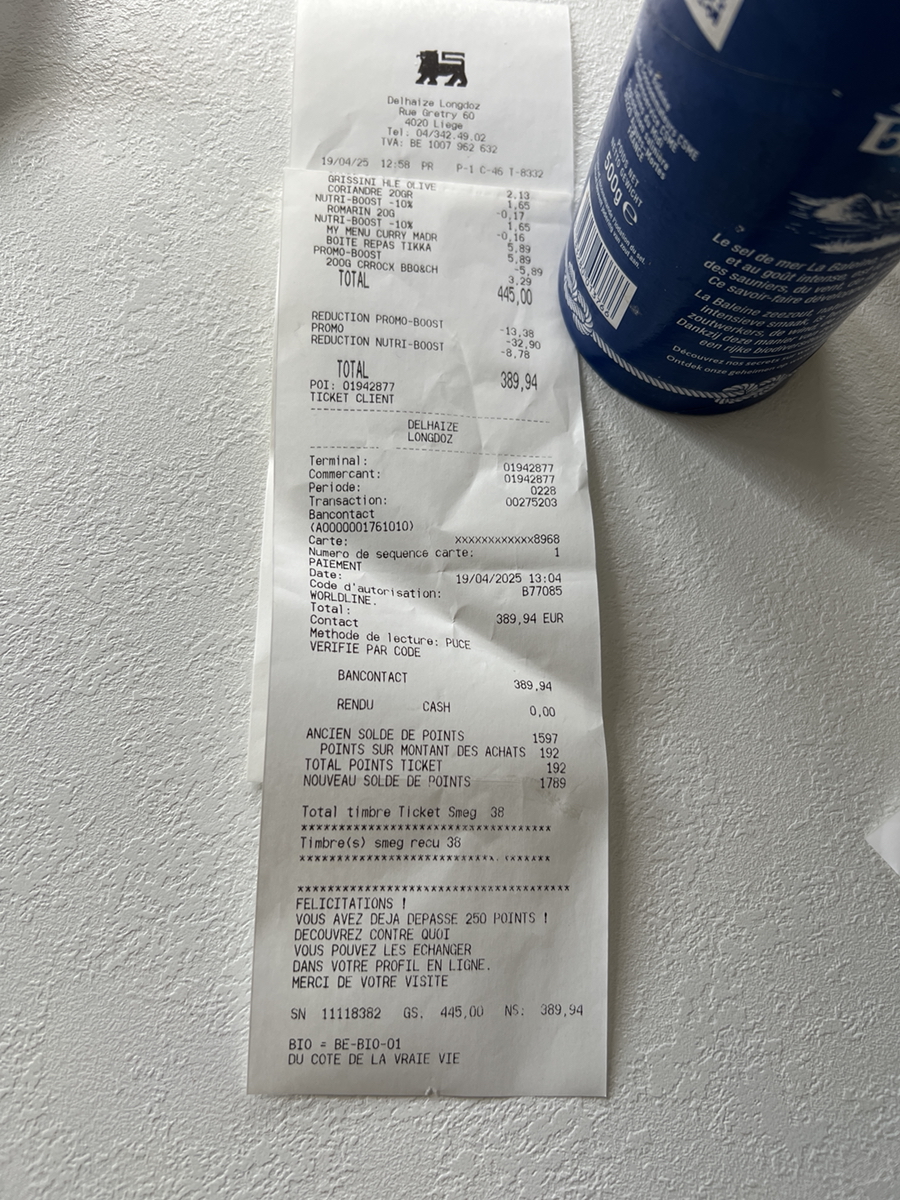 Delhaize Longdoz
Rue Gretry 60
4020 Liege
Tel: 04/342.49.02
TVA: BE 1007 962 632
19/04/25 12:58 PR P-1 C-46 T-8332
GRISSINI HLE OLIVE 2,13
CORIANDRE 20GR 1,65
NUTRI-BOOST -10% -0,17
ROMARIN 20G 1,65
NUTRI-BOOST -10% -0,16
MY MENU CURRY MADR 5,89
BOITE REPAS TIKKA 5,89
PROMO-BOOST -5,89
200G CRROCX BBQ&CH 3,29
TOTAL 445,00
REDUCTION PROMO-BOOST -13,38
PROMO -32,90
REDUCTION NUTRI-BOOST -8,78
TOTAL 389,94
POI: 01942877
TICKET CLIENT
DELHAIZE
LONGDOZ
Terminal: 01942877
Commercant: 01942877
Periode: 0228
Transaction: 00275203
Bancontact
(A0000001761010)
Carte: xxxxxxxxxxxx8968
Numero de sequence carte: 1
PAIEMENT
Date: 19/04/2025 13:04
Code d'autorisation: B77085
WORLDLINE.
Total: 389,94 EUR
Contact
Methode de lecture: PUCE
VERIFIE PAR CODE
BANCONTACT 389,94
RENDU CASH 0,00
ANCIEN SOLDE DE POINTS 1597
POINTS SUR MONTANT DES ACHATS 192
TOTAL POINTS TICKET 192
NOUVEAU SOLDE DE POINTS 1789
Total timbre Ticket Smeg 38
***********************************
Timbre(s) smeg recu 38
***********************************
***********************************
FELICITATIONS !
VOUS AVEZ DEJA DEPASSE 250 POINTS !
DECOUVREZ CONTRE QUOI
VOUS POUVEZ LES ECHANGER
DANS VOTRE PROFIL EN LIGNE.
MERCI DE VOTRE VISITE
SN 11118382 GS. 445,00 NS: 389,94
BIO = BE-BIO-01
DU COTE DE LA VRAIE VIE
POIDS NET
NETTO GEWICHT
500g e
Le sel de mer La Baleine
et au goût intense,
des sauniers, du vent,
Ce savoir-faire
La Baleine zeezout,
intensieve smaak,
zoutwerkers, de
Dankzij deze manier
een rijke
Découvrez nos secrets
Ontdek onze geheimen